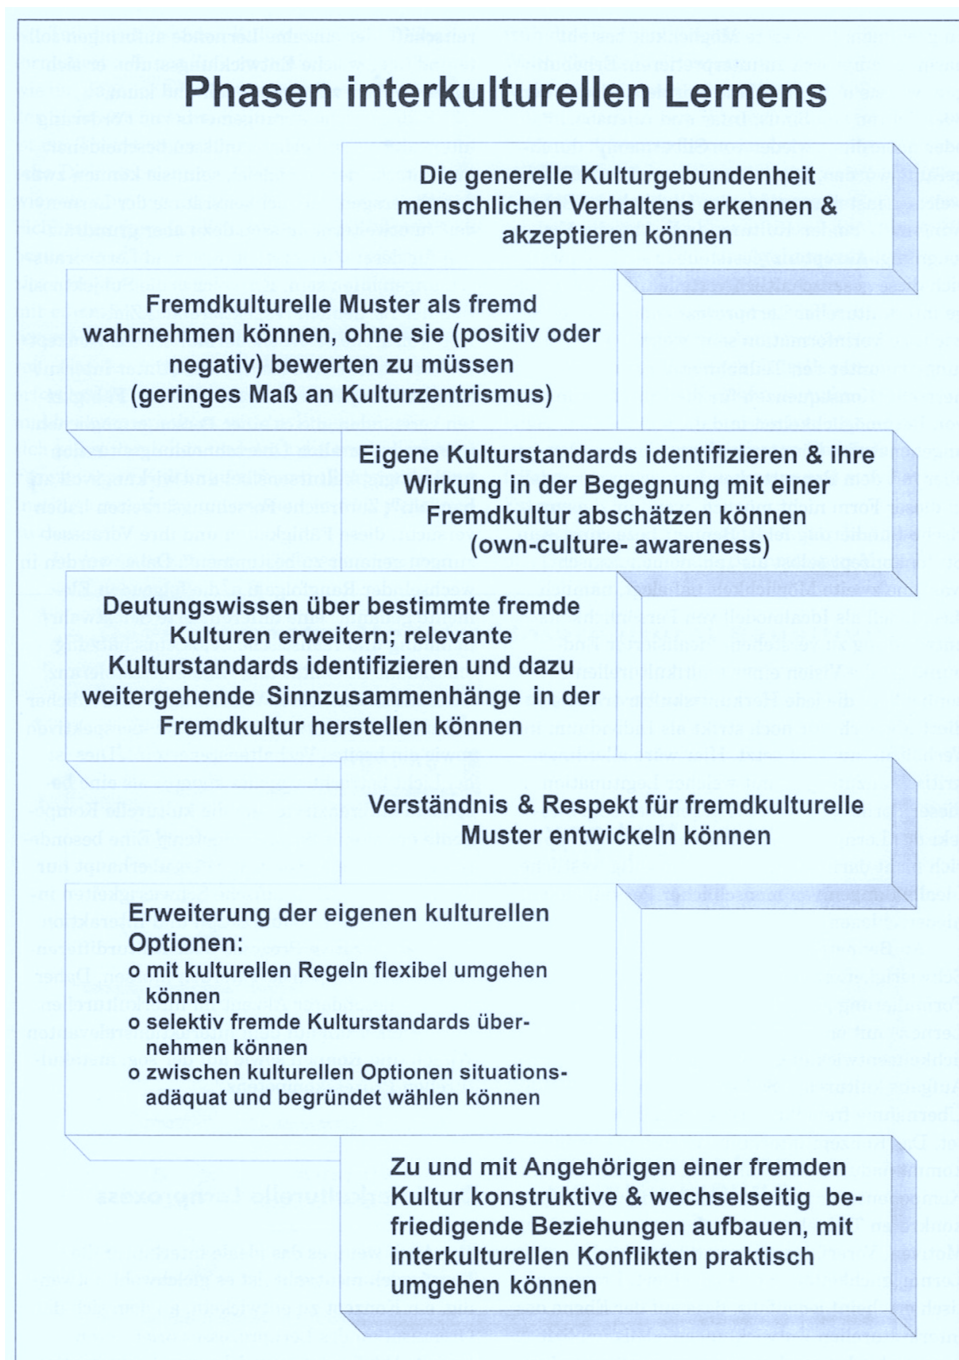 Phasen interkulturellen Lernens
Die generelle Kulturgebundenheit
menschlichen Verhaltens erkennen &
akzeptieren können
Fremdkulturelle Muster als fremd
wahrnehmen können, ohne sie (positiv oder
negativ) bewerten zu müssen
(geringes Maß an Kulturzentrismus)
Eigene Kulturstandards identifizieren & ihre
Wirkung in der Begegnung mit einer
Fremdkultur abschätzen können
(own-culture- awareness)
Deutungswissen über bestimmte fremde
Kulturen erweitern; relevante
Kulturstandards identifizieren und dazu
weitergehende Sinnzusammenhänge in der
Fremdkultur herstellen können
Verständnis & Respekt für fremdkulturelle
Muster entwickeln können
Erweiterung der eigenen kulturellen
Optionen:
o mit kulturellen Regeln flexibel umgehen
können
o selektiv fremde Kulturstandards über-
nehmen können
o zwischen kulturellen Optionen situations-
adäquat und begründet wählen können
Zu und mit Angehörigen einer fremden
Kultur konstruktive & wechselseitig be-
friedigende Beziehungen aufbauen, mit
interkulturellen Konflikten praktisch
umgehen können